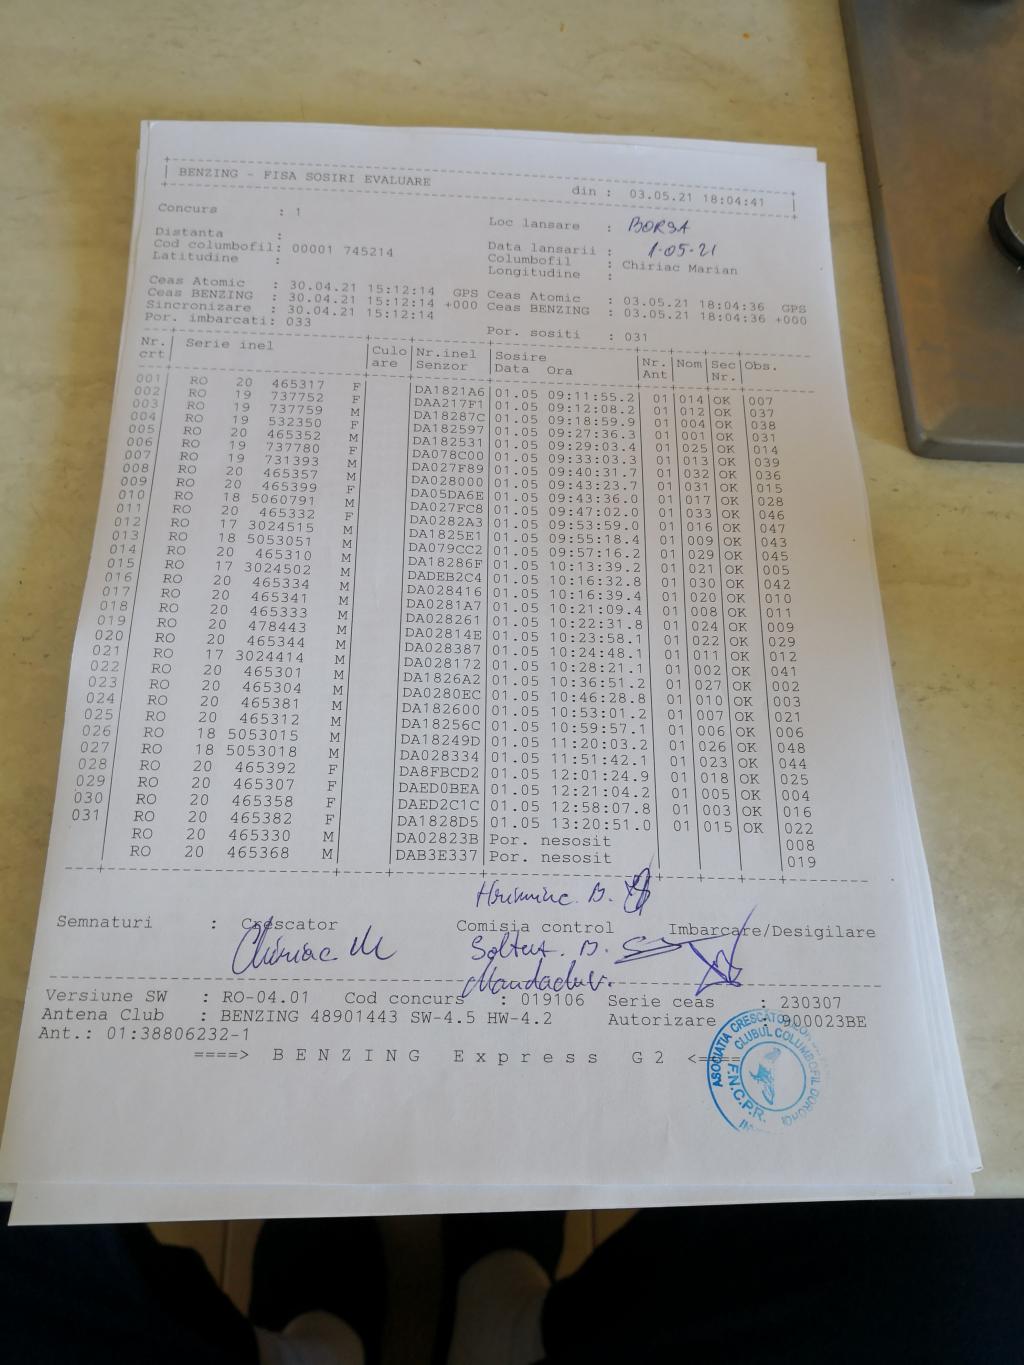 BENZING - FISA SOSIRI EVALUARE din : 03.05.21 18:04:41
Concurs : 1 Loc lansare : BORSA
Distanta : Data lansarii : 1-05-21
Cod columbofil: 00001 745214 Columbofil : Chiriac Marian
Latitudine : Longitudine :
Ceas Atomic : 30.04.21 15:12:14 GPS Ceas Atomic : 03.05.21 18:04:36 GPS
Ceas BENZING : 30.04.21 15:12:14 +000 Ceas BENZING : 03.05.21 18:04:36 +000
Sincronizare : 30.04.21 15:12:14
Por. imbarcati: 033 Por. sositi : 031
Nr. Serie inel Culo Nr.inel Sosire Nr. Nom Sec Obs.
crt are Senzor Data Ora Ant Nr.
001 RO 20 465317 F DA1821A6 01.05 09:11:55.2 01 014 OK 007
002 RO 19 737752 F DAA217F1 01.05 09:12:08.2 01 012 OK 037
003 RO 19 737759 M DA18287C 01.05 09:18:59.9 01 004 OK 038
004 RO 19 532350 F DA182597 01.05 09:27:36.3 01 001 OK 031
005 RO 20 465352 M DA182531 01.05 09:29:03.4 01 025 OK 014
006 RO 19 737780 F DA078C00 01.05 09:33:03.3 01 013 OK 039
007 RO 19 731393 M DA027F89 01.05 09:40:31.7 01 032 OK 036
008 RO 20 465357 M DA028000 01.05 09:43:23.7 01 031 OK 015
009 RO 20 465399 F DA05DA6E 01.05 09:43:36.0 01 017 OK 028
010 RO 18 5060791 M DA027FC8 01.05 09:47:02.0 01 033 OK 046
011 RO 20 465332 F DA0282A3 01.05 09:53:59.0 01 016 OK 047
012 RO 17 3024515 M DA1825E1 01.05 09:55:18.4 01 009 OK 043
013 RO 18 5053051 M DA079CC2 01.05 09:57:16.2 01 029 OK 045
014 RO 20 465310 M DA18286F 01.05 10:13:39.2 01 021 OK 005
015 RO 17 3024502 M DADEB2C4 01.05 10:16:32.8 01 030 OK 042
016 RO 20 465334 M DA028416 01.05 10:16:39.4 01 020 OK 010
017 RO 20 465341 M DA0281A7 01.05 10:21:09.4 01 008 OK 011
018 RO 20 465333 M DA028261 01.05 10:22:31.8 01 024 OK 009
019 RO 20 478443 M DA02814E 01.05 10:23:58.1 01 022 OK 029
020 RO 20 465344 M DA028387 01.05 10:24:48.1 01 011 OK 012
021 RO 17 3024414 M DA028172 01.05 10:28:21.1 01 002 OK 041
022 RO 20 465301 M DA1826A2 01.05 10:36:51.2 01 027 OK 002
023 RO 20 465304 M DA0280EC 01.05 10:46:28.8 01 010 OK 003
024 RO 20 465381 M DA182600 01.05 10:53:01.2 01 007 OK 021
025 RO 20 465312 M DA18256C 01.05 10:59:57.1 01 006 OK 006
026 RO 18 5053015 M DA18249D 01.05 11:20:03.2 01 026 OK 048
027 RO 18 5053018 M DA028334 01.05 11:51:42.1 01 023 OK 044
028 RO 20 465392 F DA8FBCD2 01.05 12:01:24.9 01 018 OK 025
029 RO 20 465307 F DAED0BEA 01.05 12:21:04.2 01 005 OK 004
030 RO 20 465358 F DAED2C1C 01.05 12:58:07.8 01 003 OK 016
031 RO 20 465382 F DA1828D5 01.05 13:20:51.0 01 015 OK 022
RO 20 465330 M DA02823B Por. nesosit 008
RO 20 465368 M DAB3E337 Por. nesosit 019
B.
Semnaturi : Crescator Comisia control Imbarcare/Desigilare
Chiriac M B.
Versiune SW : RO-04.01 Cod concurs : 019106 Serie ceas : 230307
Antena Club : BENZING 48901443 SW-4.5 HW-4.2 Autorizare : 900023BE
Ant.: 01:38806232-1
====> BENZING Express G2 <====
ASOCIATIA
CLUBUL COLUMBOFIL DOROHOI
F.N.C.P.R.